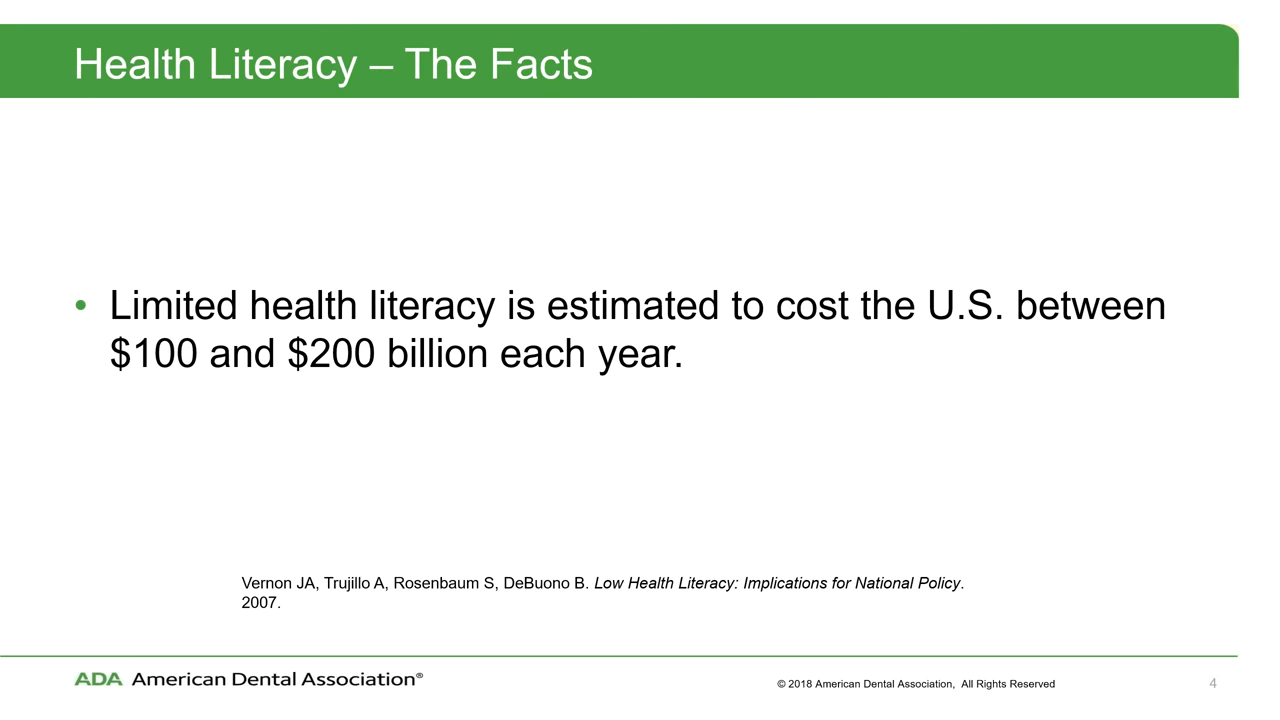 Health Literacy – The Facts
• Limited health literacy is estimated to cost the U.S. between
$100 and $200 billion each year.
Vernon JA, Trujillo A, Rosenbaum S, DeBuono B. Low Health Literacy: Implications for National Policy.
2007.
ADA American Dental Association®
© 2018 American Dental Association, All Rights Reserved
4